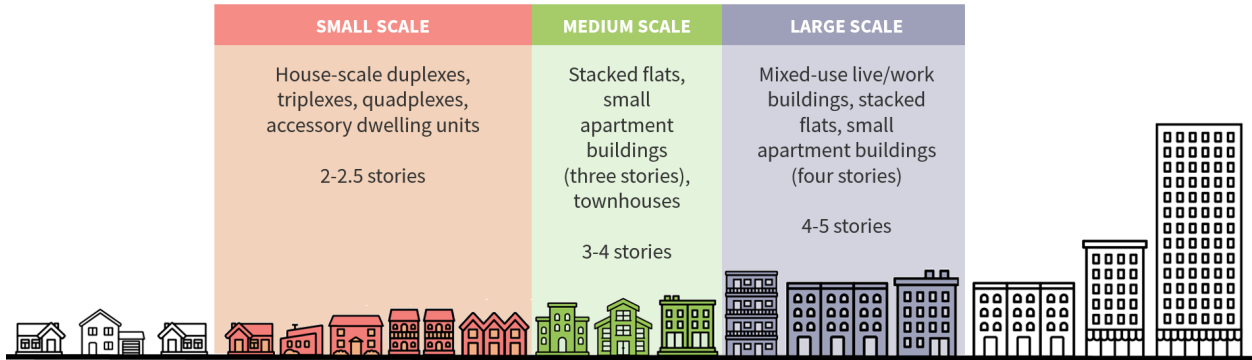 SMALL SCALE
House-scale duplexes,
triplexes, quadplexes,
accessory dwelling units
2-2.5 stories
MEDIUM SCALE
Stacked flats,
small
apartment
buildings
(three stories),
townhouses
3-4 stories
LARGE SCALE
Mixed-use live/work
buildings, stacked
flats, small
apartment buildings
(four stories)
4-5 stories